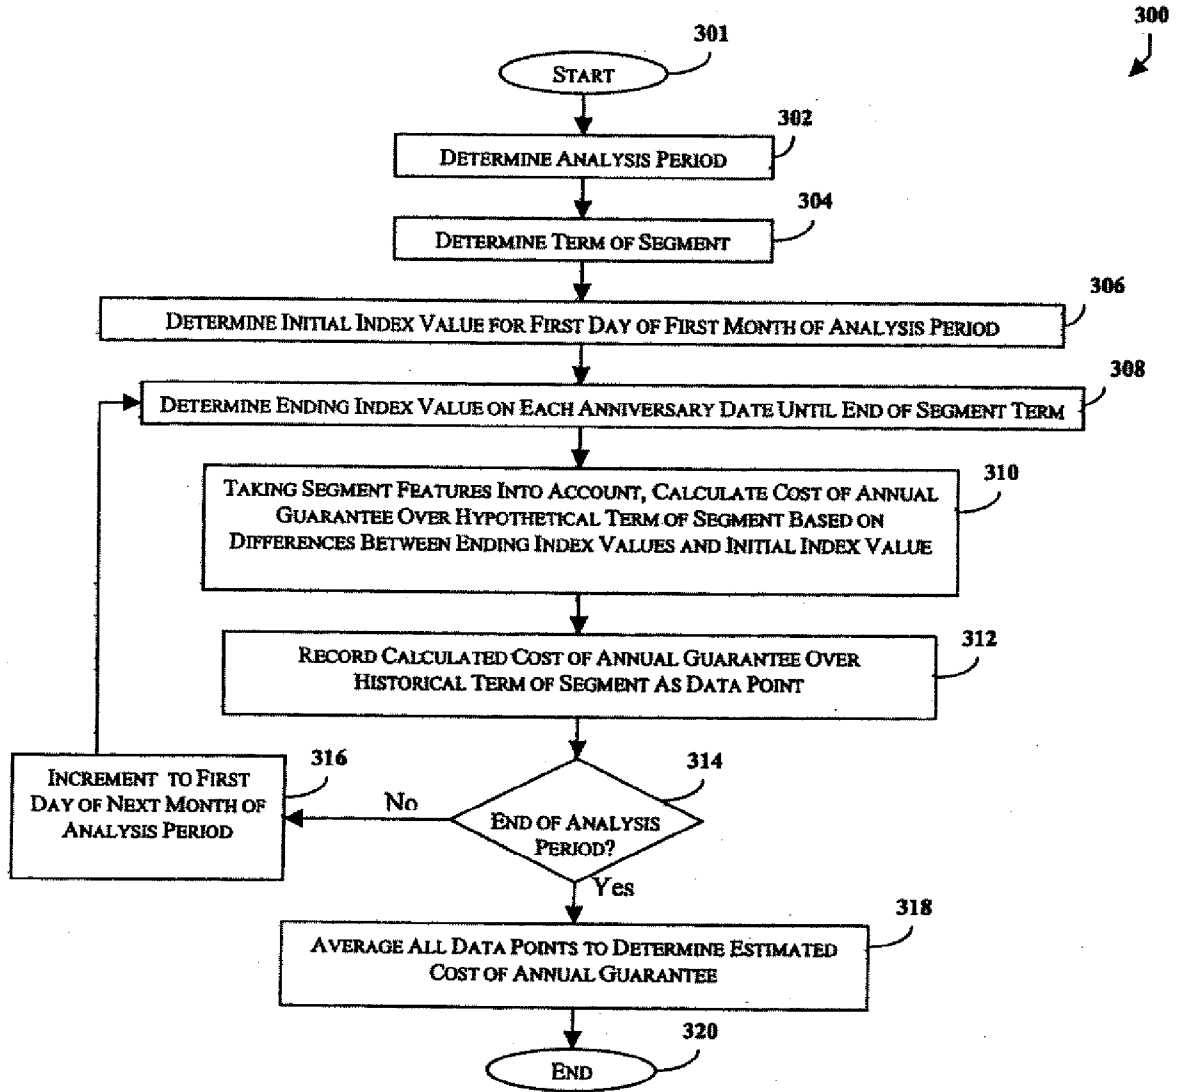 300
301
START
302
DETERMINE ANALYSIS PERIOD
304
DETERMINE TERM OF SEGMENT
306
DETERMINE INITIAL INDEX VALUE FOR FIRST DAY OF FIRST MONTH OF ANALYSIS PERIOD
308
DETERMINE ENDING INDEX VALUE ON EACH ANNIVERSARY DATE UNTIL END OF SEGMENT TERM
310
TAKING SEGMENT FEATURES INTO ACCOUNT, CALCULATE COST OF ANNUAL
GUARANTEE OVER HYPOTHETICAL TERM OF SEGMENT BASED ON
DIFFERENCES BETWEEN ENDING INDEX VALUES AND INITIAL INDEX VALUE
312
RECORD CALCULATED COST OF ANNUAL GUARANTEE OVER
HISTORICAL TERM OF SEGMENT AS DATA POINT
314
END OF ANALYSIS
PERIOD?
No
316
INCREMENT TO FIRST
DAY OF NEXT MONTH OF
ANALYSIS PERIOD
Yes
318
AVERAGE ALL DATA POINTS TO DETERMINE ESTIMATED
COST OF ANNUAL GUARANTEE
320
END